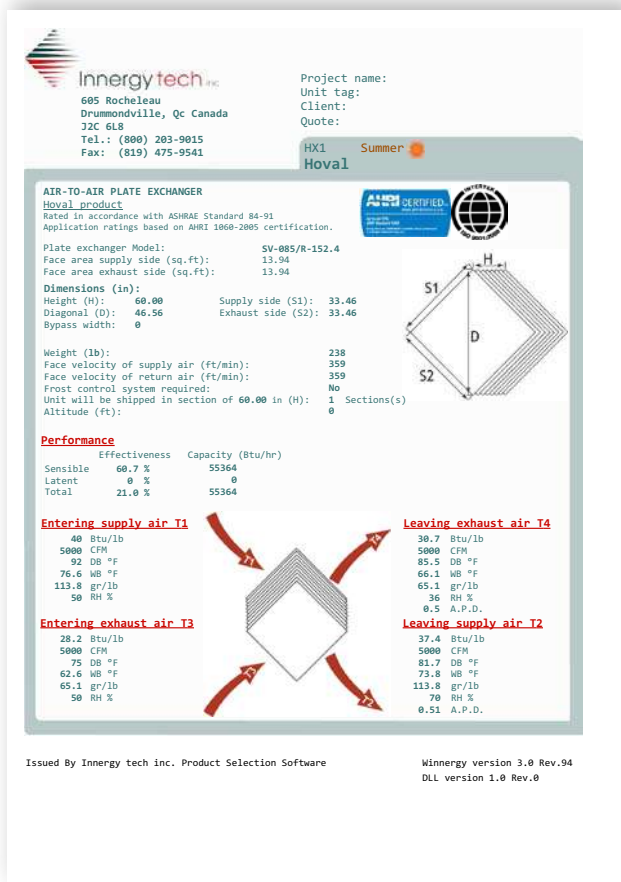 Innergy tech inc.
605 Rocheleau
Drummondville, Qc Canada
J2C 6L8
Tel.: (800) 203-9015
Fax: (819) 475-9541
Project name:
Unit tag:
Client:
Quote:
HX1 Summer
Hoval
AIR-TO-AIR PLATE EXCHANGER
Hoval product
Rated in accordance with ASHRAE Standard 84-91
Application ratings based on AHRI 1060-2005 certification.
AHRI CERTIFIED
INTERTEK
ISO 9001:2008
Plate exchanger Model: SV-085/R-152.4
Face area supply side (sq.ft): 13.94
Face area exhaust side (sq.ft): 13.94
Dimensions (in):
Height (H): 60.00 Supply side (S1): 33.46
Diagonal (D): 46.56 Exhaust side (S2): 33.46
Bypass width: 0
H
S1
D
S2
Weight (lb): 238
Face velocity of supply air (ft/min): 359
Face velocity of return air (ft/min): 359
Frost control system required: No
Unit will be shipped in section of 60.00 in (H): 1 Sections(s)
Altitude (ft): 0
Performance
Effectiveness Capacity (Btu/hr)
Sensible 60.7 % 55364
Latent 0 % 0
Total 21.0 % 55364
Entering supply air T1
40 Btu/lb
5000 CFM
92 DB °F
76.6 WB °F
113.8 gr/lb
50 RH %
Leaving exhaust air T4
30.7 Btu/lb
5000 CFM
85.5 DB °F
66.1 WB °F
65.1 gr/lb
36 RH %
0.5 A.P.D.
T1
T4
T3
T2
Entering exhaust air T3
28.2 Btu/lb
5000 CFM
75 DB °F
62.6 WB °F
65.1 gr/lb
50 RH %
Leaving supply air T2
37.4 Btu/lb
5000 CFM
81.7 DB °F
73.8 WB °F
113.8 gr/lb
70 RH %
0.51 A.P.D.
Issued By Innergy tech inc. Product Selection Software
Winnergy version 3.0 Rev.94
DLL version 1.0 Rev.0